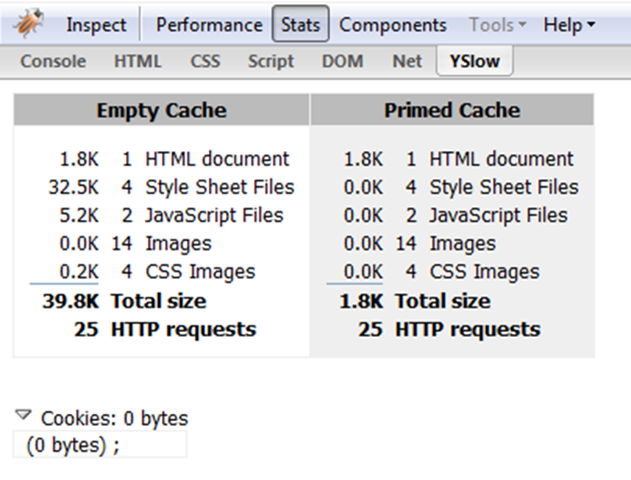 Inspect Performance Stats Components Tools Help
Console HTML CSS Script DOM Net YSlow
Empty Cache Primed Cache
1.8K 1 HTML document 1.8K 1 HTML document
32.5K 4 Style Sheet Files 0.0K 4 Style Sheet Files
5.2K 2 JavaScript Files 0.0K 2 JavaScript Files
0.0K 14 Images 0.0K 14 Images
0.2K 4 CSS Images 0.0K 4 CSS Images
39.8K Total size 1.8K Total size
25 HTTP requests 25 HTTP requests
Cookies: 0 bytes
(0 bytes) ;